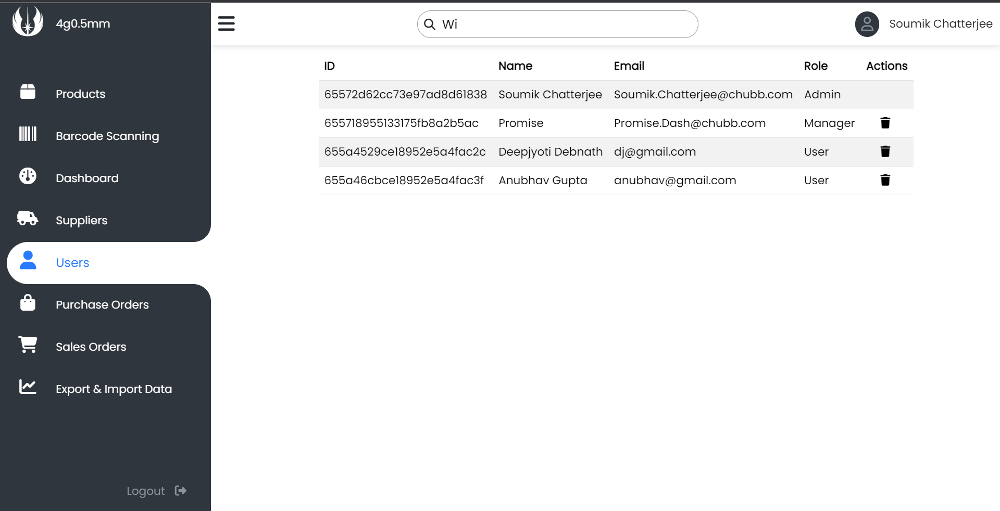 4g0.5mm
Wi
Soumik Chatterjee
Products
Barcode Scanning
Dashboard
Suppliers
Users
Purchase Orders
Sales Orders
Export & Import Data
Logout
ID Name Email Role Actions
65572d62cc73e97ad8d61838 Soumik Chatterjee Soumik.Chatterjee@chubb.com Admin
655718955133175fb8a2b5ac Promise Promise.Dash@chubb.com Manager
655a4529ce18952e5a4fac2c Deepjyoti Debnath dj@gmail.com User
655a46cbce18952e5a4fac3f Anubhav Gupta anubhav@gmail.com User